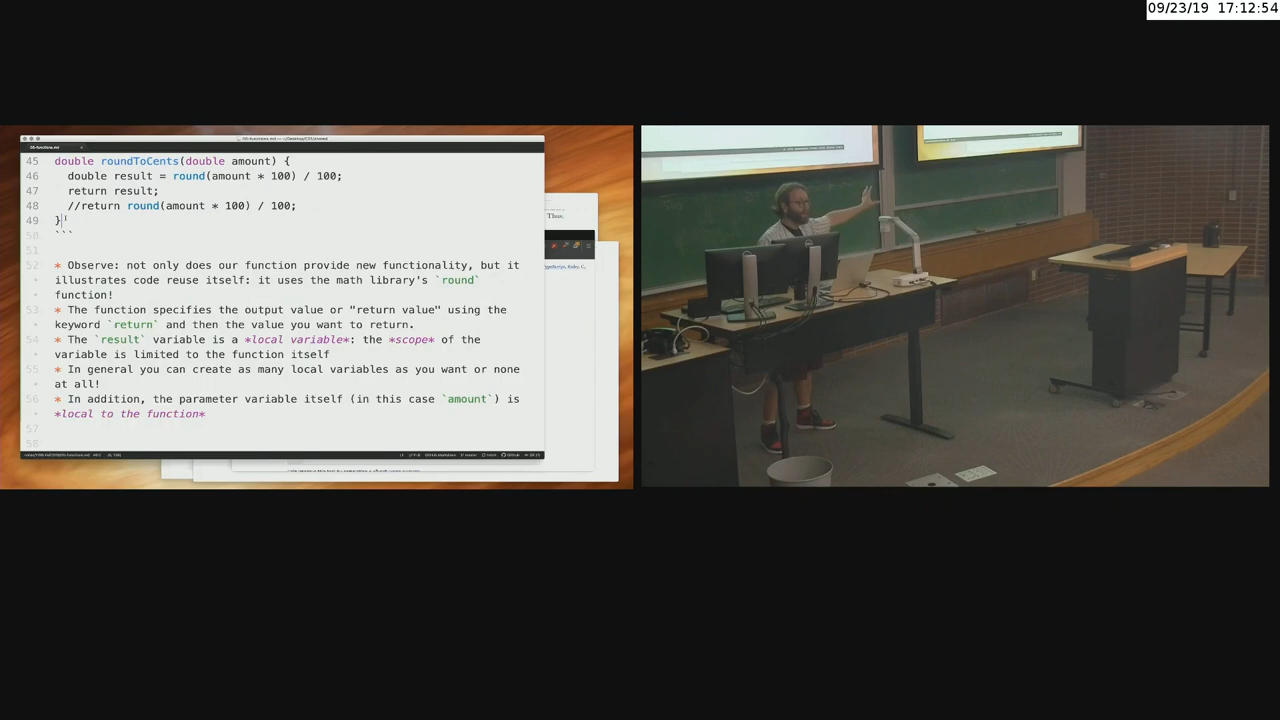 09/23/19 17:12:54
45 double roundToCents(double amount) {
46 double result = round(amount * 100) / 100;
47 return result;
48 //return round(amount * 100) / 100;
49 }
50 ```
51
52 * Observe: not only does our function provide new functionality, but it
illustrates code reuse itself: it uses the math library's `round`
function!
53 * The function specifies the output value or "return value" using the
keyword `return` and then the value you want to return.
54 * The `result` variable is a *local variable*: the *scope* of the
variable is limited to the function itself
55 * In general you can create as many local variables as you want or none
at all!
56 * In addition, the parameter variable itself (in this case `amount`) is
*local to the function*
57
58
Thus,